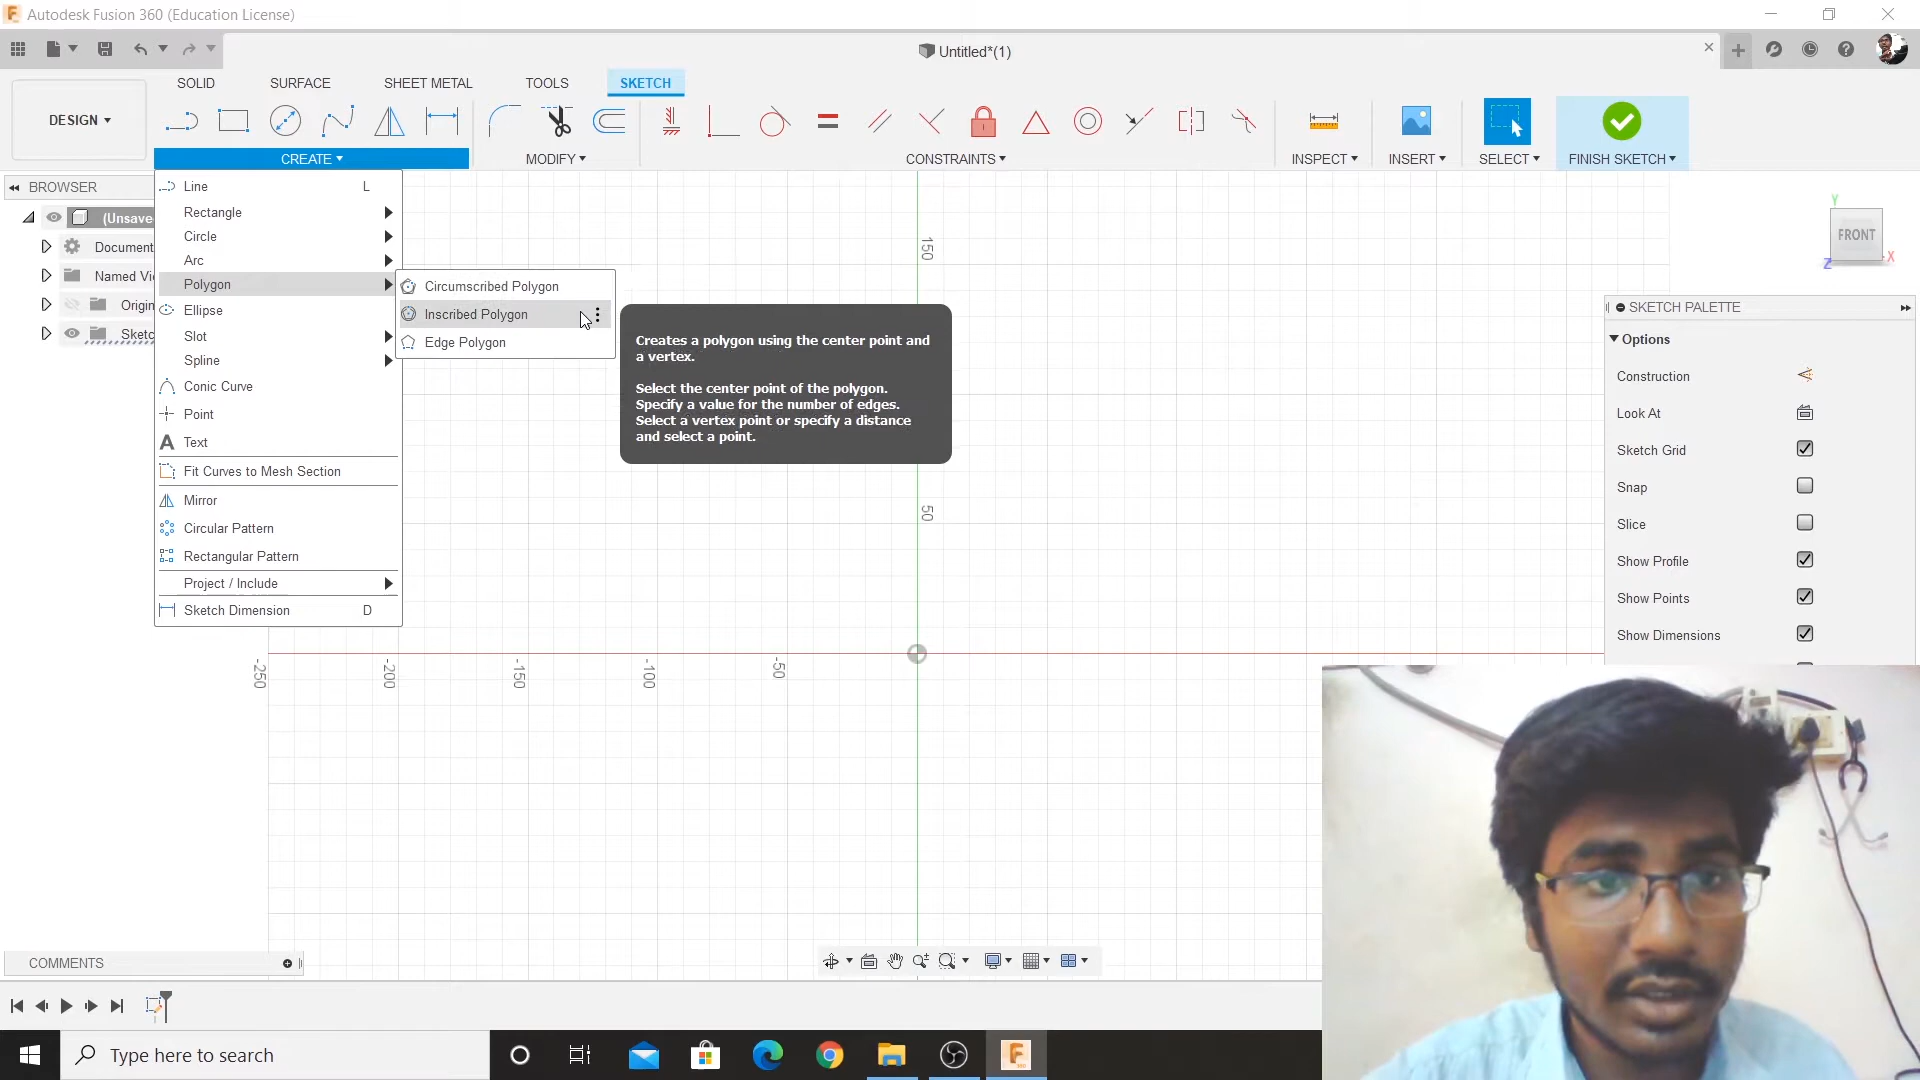 Autodesk Fusion 360 (Education License)
Untitled*(1)
SOLID
SURFACE
SHEET METAL
TOOLS
SKETCH
DESIGN
CREATE
MODIFY
CONSTRAINTS
INSPECT
INSERT
SELECT
FINISH SKETCH
BROWSER
(Unsave
Document
Named Vi
Origin
Sketc
Line L
Rectangle
Circle
Arc
Polygon
Ellipse
Slot
Spline
Conic Curve
Point
Text
Fit Curves to Mesh Section
Mirror
Circular Pattern
Rectangular Pattern
Project / Include
Sketch Dimension D
Circumscribed Polygon
Inscribed Polygon
Edge Polygon
Creates a polygon using the center point and
a vertex.
Select the center point of the polygon.
Specify a value for the number of edges.
Select a vertex point or specify a distance
and select a point.
150
50
-250
-200
-150
-100
-50
Y
FRONT
Z
X
SKETCH PALETTE
Options
Construction
Look At
Sketch Grid
Snap
Slice
Show Profile
Show Points
Show Dimensions
COMMENTS
Type here to search